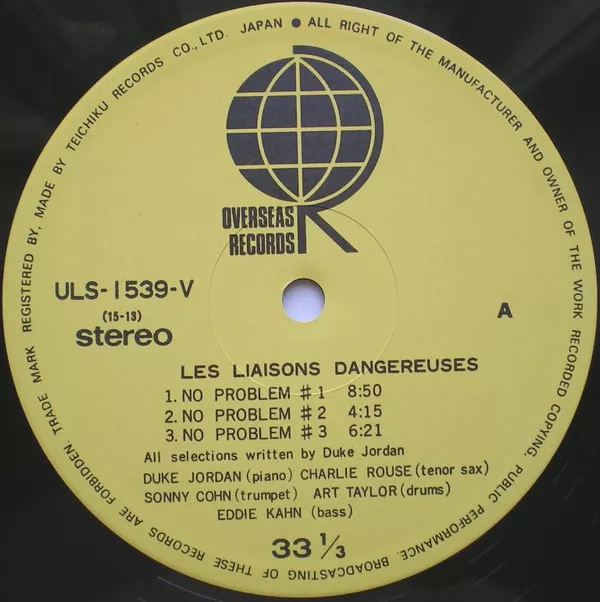 TRADE MARK REGISTERED BY, MADE BY TEICHIKU RECORDS CO., LTD. JAPAN ● ALL RIGHT OF THE MANUFACTURER AND OWNER OF THE WORK RECORDED COPYING, PUBLIC PERFORMANCE. BROADCASTING OF THESE RECORDS ARE FORBIDDEN.
OVERSEAS
RECORDS
ULS-1539-V
A
(15-13)
stereo
LES LIAISONS DANGEREUSES
1. NO PROBLEM #1 8:50
2. NO PROBLEM #2 4:15
3. NO PROBLEM #3 6:21
All selections written by Duke Jordan
DUKE JORDAN (piano) CHARLIE ROUSE (tenor sax)
SONNY COHN (trumpet) ART TAYLOR (drums)
EDDIE KAHN (bass)
33 1/3